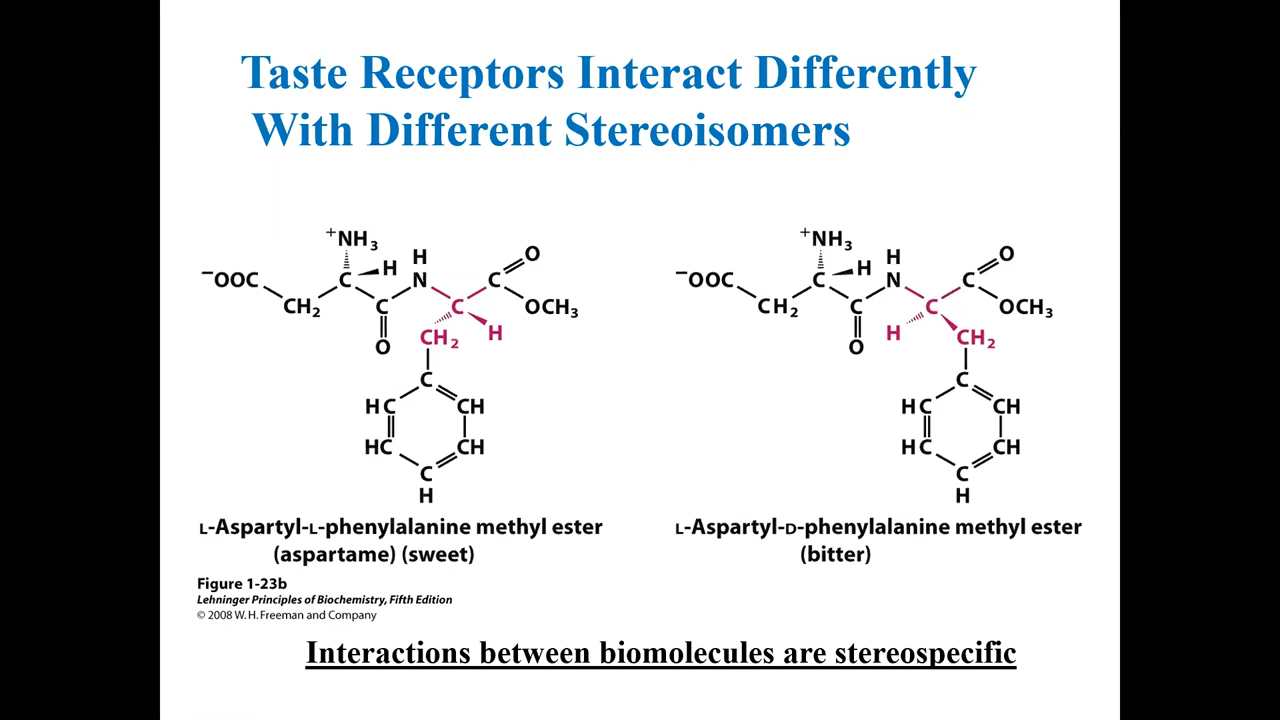 Taste Receptors Interact Differently
With Different Stereoisomers
⁺NH₃ ⁺NH₃
H O H O
⁻OOC C H N C ⁻OOC C H N C
CH₂ C C OCH₃ CH₂ C C OCH₃
O CH₂ H O H CH₂
C C
HC CH HC CH
HC CH HC CH
C C
H H
L-Aspartyl-L-phenylalanine methyl ester
(aspartame) (sweet)
L-Aspartyl-D-phenylalanine methyl ester
(bitter)
Figure 1-23b
Lehninger Principles of Biochemistry, Fifth Edition
© 2008 W. H. Freeman and Company
Interactions between biomolecules are stereospecific